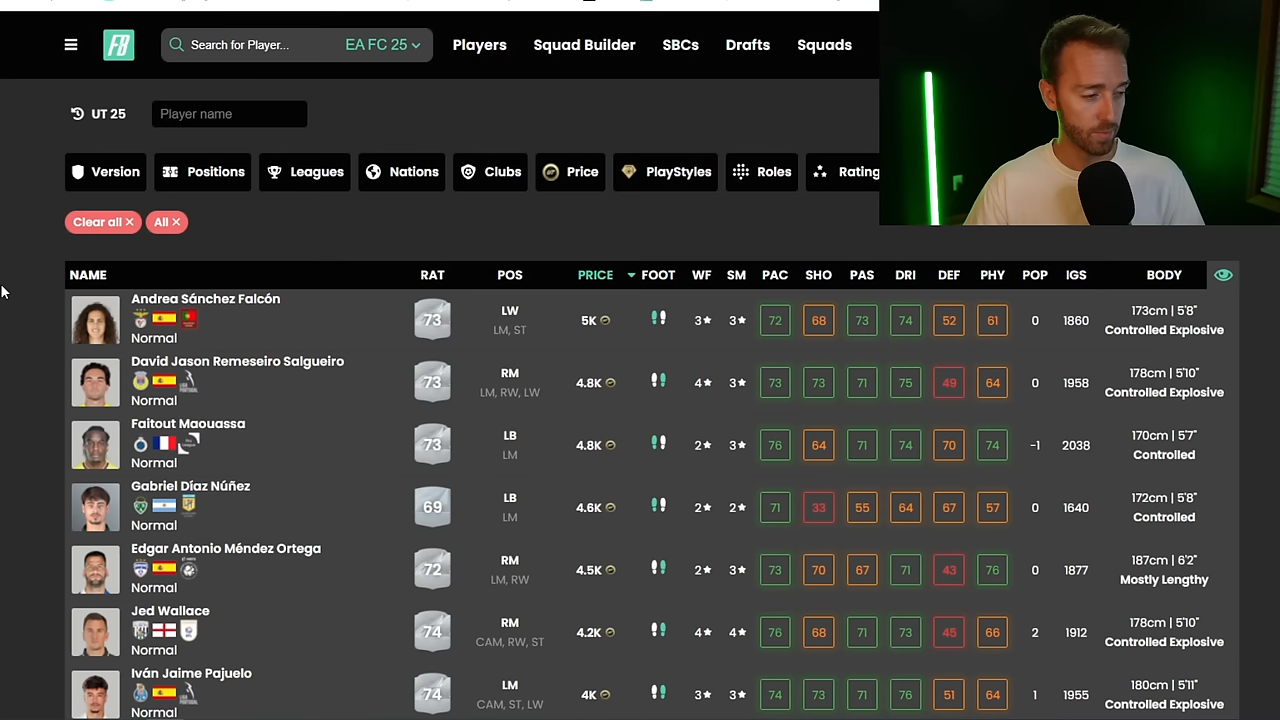 FB Search for Player... EA FC 25 Players Squad Builder SBCs Drafts Squads
UT 25 Player name
Version Positions Leagues Nations Clubs Price PlayStyles Roles Rating
Clear all × All ×
NAME RAT POS PRICE FOOT WF SM PAC SHO PAS DRI DEF PHY POP IGS BODY
Andrea Sánchez Falcón
Normal
73 LW
LM, ST
5K 3★ 3★ 72 68 73 74 52 61 0 1860 173cm | 5'8"
Controlled Explosive
David Jason Remeseiro Salgueiro
Normal
73 RM
LM, RW, LW
4.8K 4★ 3★ 73 73 71 75 49 64 0 1958 178cm | 5'10"
Controlled Explosive
Faitout Maouassa
Normal
73 LB
LM
4.8K 2★ 3★ 76 64 71 74 70 74 -1 2038 170cm | 5'7"
Controlled
Gabriel Díaz Núñez
Normal
69 LB
LM
4.6K 2★ 2★ 71 33 55 64 67 57 0 1640 172cm | 5'8"
Controlled
Edgar Antonio Méndez Ortega
Normal
72 RM
LM, RW
4.5K 2★ 3★ 73 70 67 71 43 76 0 1877 187cm | 6'2"
Mostly Lengthy
Jed Wallace
Normal
74 RM
CAM, RW, ST
4.2K 4★ 4★ 76 68 71 73 45 66 2 1912 178cm | 5'10"
Controlled Explosive
Iván Jaime Pajuelo
Normal
74 LM
CAM, ST, LW
4K 3★ 3★ 74 73 71 76 51 64 1 1955 180cm | 5'11"
Controlled Explosive